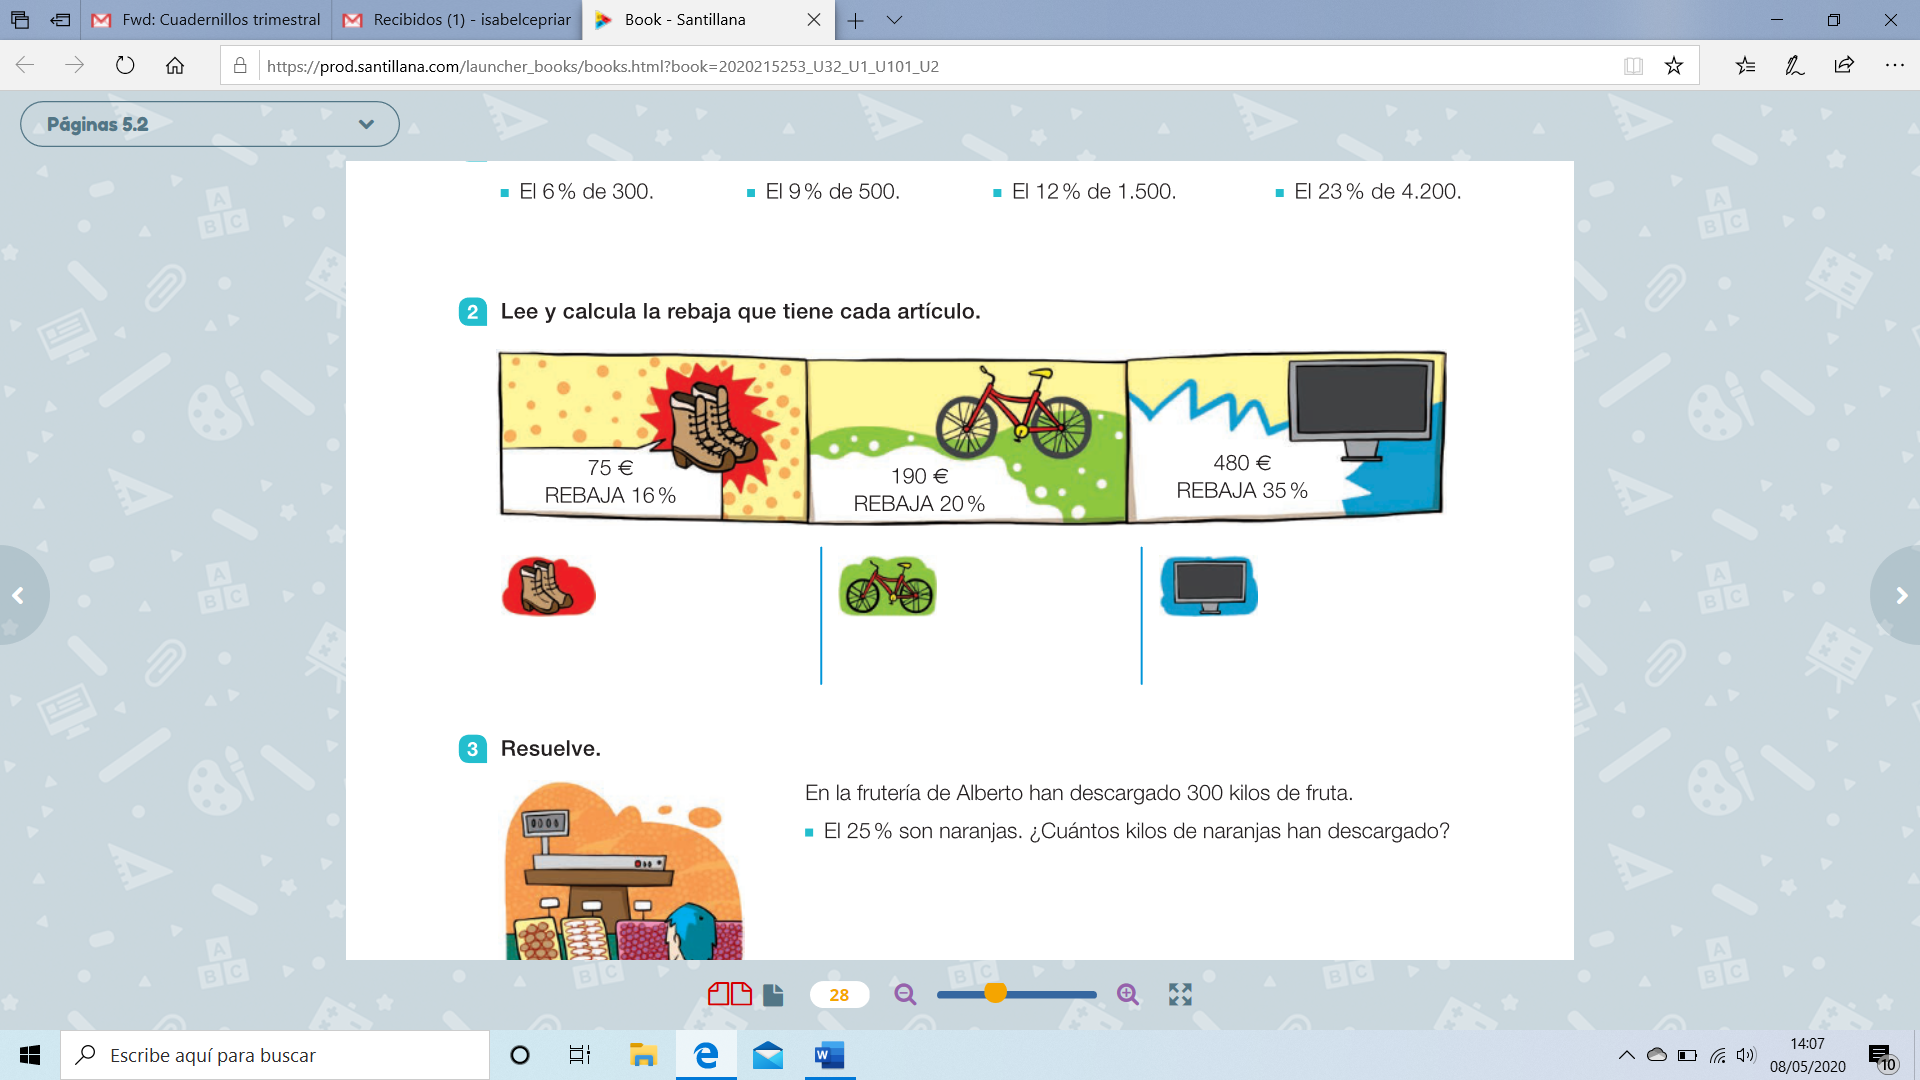 Fwd: Cuadernillos trimestral
Recibidos (1) - isabelcepriar
Book - Santillana
https://prod.santillana.com/launcher_books/books.html?book=2020215253_U32_U1_U101_U2
Páginas 5.2
El 6 % de 300.
El 9 % de 500.
El 12 % de 1.500.
El 23 % de 4.200.
2 Lee y calcula la rebaja que tiene cada artículo.
75 €
REBAJA 16 %
190 €
REBAJA 20 %
480 €
REBAJA 35 %
3 Resuelve.
En la frutería de Alberto han descargado 300 kilos de fruta.
El 25 % son naranjas. ¿Cuántos kilos de naranjas han descargado?
28
Escribe aquí para buscar
14:07
08/05/2020
10